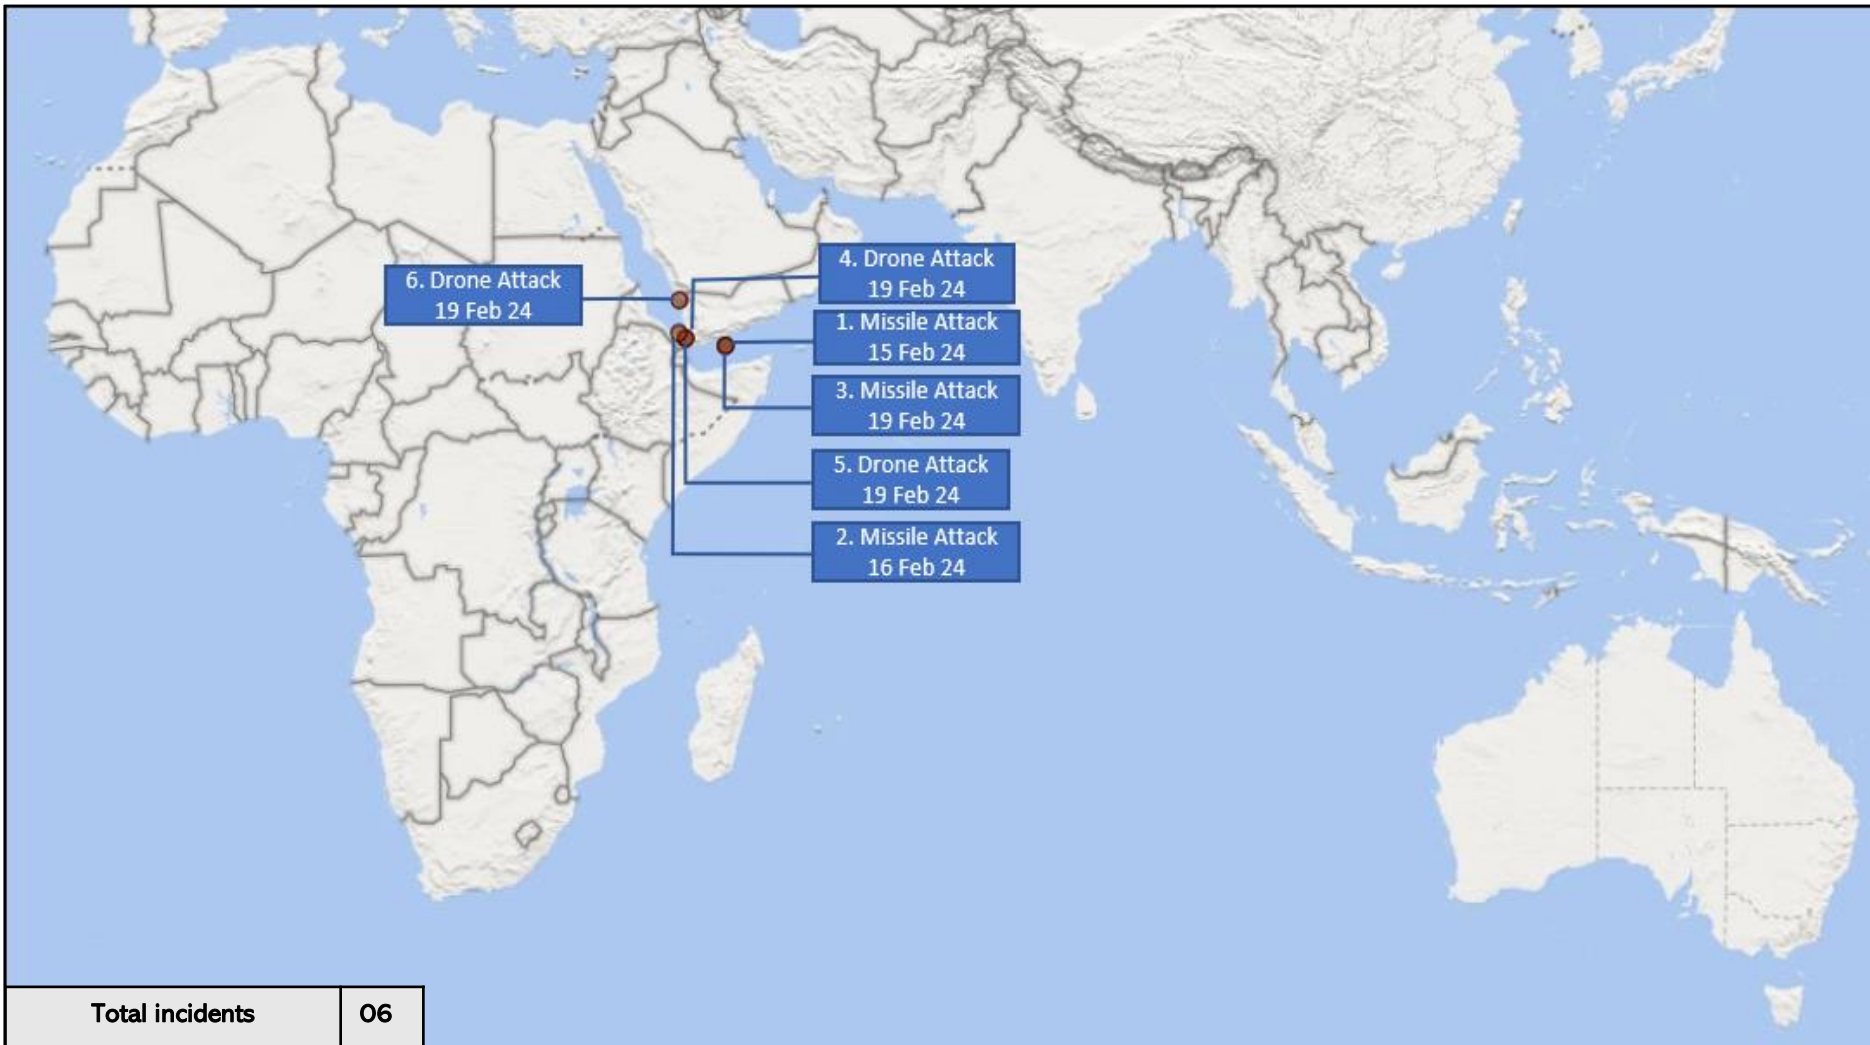 4. Drone Attack
19 Feb 24
6. Drone Attack
19 Feb 24
1. Missile Attack
15 Feb 24
3. Missile Attack
19 Feb 24
5. Drone Attack
19 Feb 24
2. Missile Attack
16 Feb 24
Total incidents 06